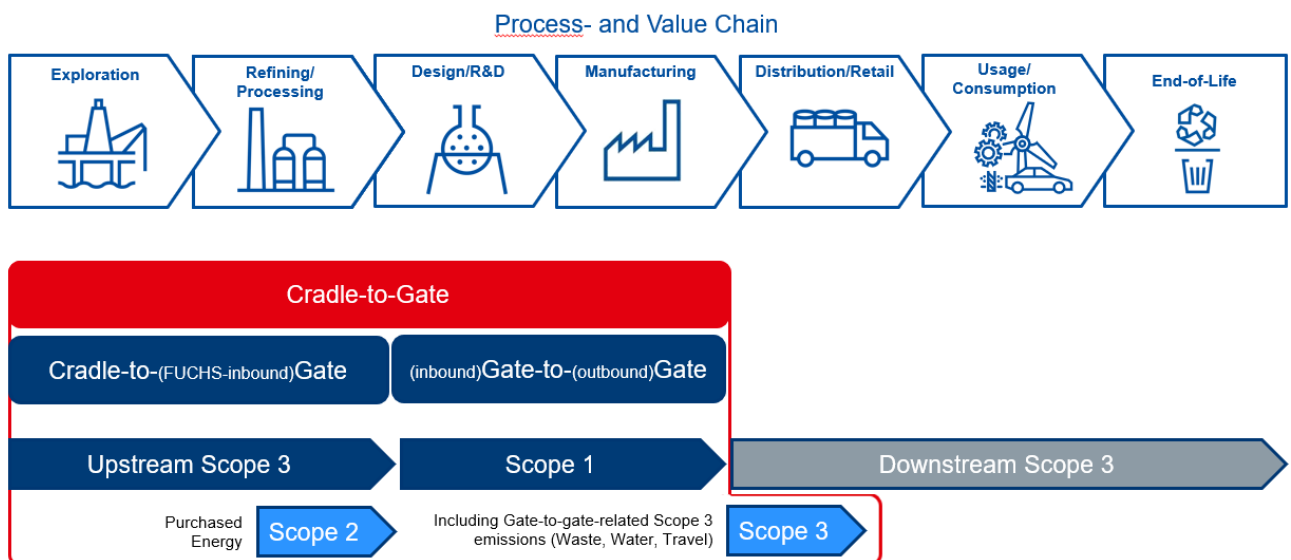 Process- and Value Chain
Exploration
Refining/
Processing
Design/R&D
Manufacturing
Distribution/Retail
Usage/
Consumption
End-of-Life
Cradle-to-Gate
Cradle-to-(FUCHS-inbound)Gate
(inbound)Gate-to-(outbound)Gate
Upstream Scope 3
Scope 1
Downstream Scope 3
Purchased
Energy
Scope 2
Including Gate-to-gate-related Scope 3
emissions (Waste, Water, Travel)
Scope 3